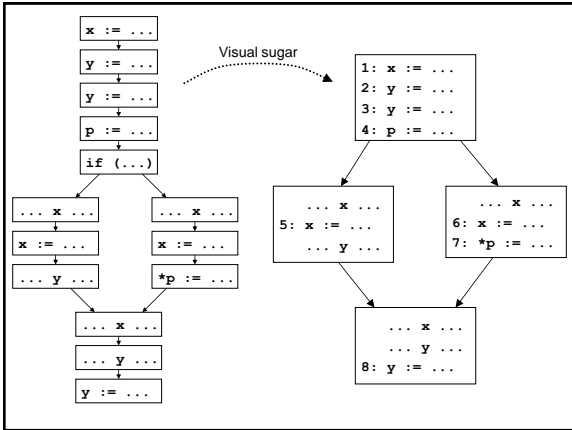 x := ...
y := ...
y := ...
p := ...
if (...)
... x ...
x := ...
... y ...
... x ...
x := ...
*p := ...
... x ...
... y ...
y := ...
Visual sugar
1: x := ...
2: y := ...
3: y := ...
4: p := ...
... x ...
5: x := ...
... y ...
... x ...
6: x := ...
7: *p := ...
... x ...
... y ...
8: y := ...